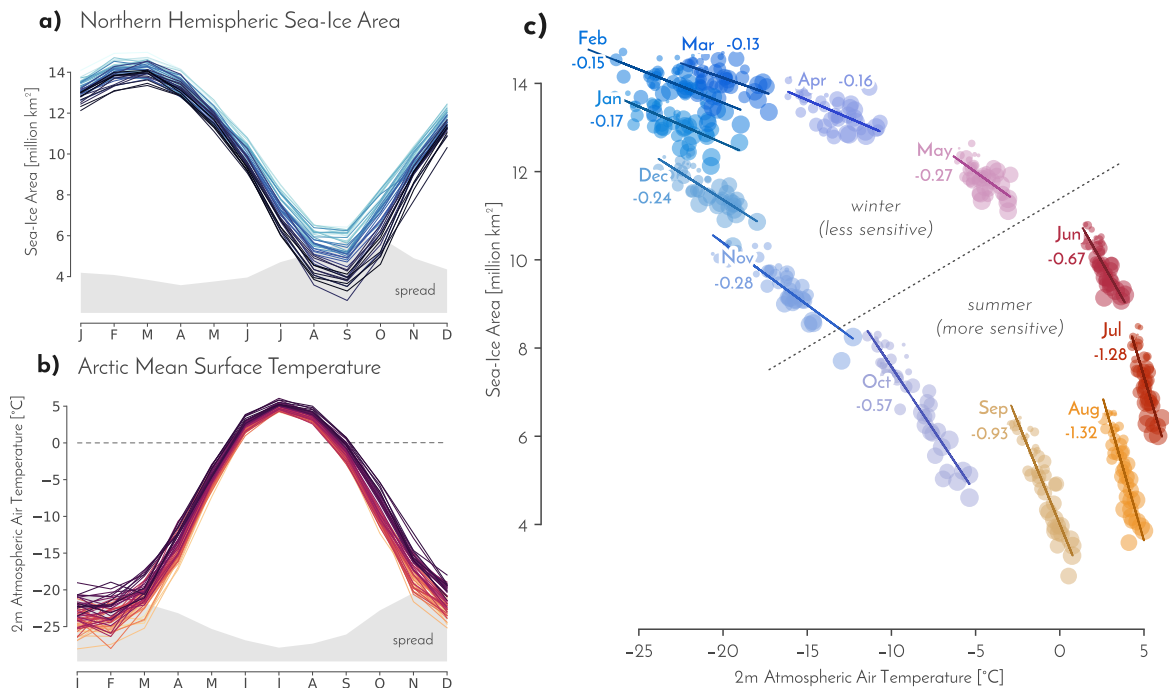 a) Northern Hemispheric Sea-Ice Area
Sea-Ice Area [million km²]
14
12
10
8
6
4
spread
J F M A M J J A S O N D
b) Arctic Mean Surface Temperature
2m Atmospheric Air Temperature [°C]
5
0
−5
−10
−15
−20
−25
spread
J F M A M J J A S O N D
c)
Sea-Ice Area [million km²]
14
12
10
8
6
4
Feb
-0.15
Mar -0.13
Jan
-0.17
Apr -0.16
Dec
-0.24
May
-0.27
winter
(less sensitive)
Nov
-0.28
Jun
-0.67
summer
(more sensitive)
Jul
-1.28
Oct
-0.57
Sep
-0.93
Aug
-1.32
−25 −20 −15 −10 −5 0 5
2m Atmospheric Air Temperature [°C]